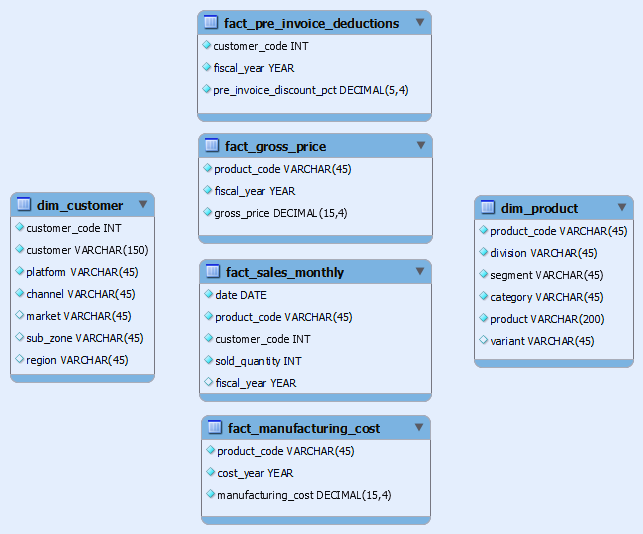 fact_pre_invoice_deductions
customer_code INT
fiscal_year YEAR
pre_invoice_discount_pct DECIMAL(5,4)
fact_gross_price
product_code VARCHAR(45)
fiscal_year YEAR
gross_price DECIMAL(15,4)
dim_customer
customer_code INT
customer VARCHAR(150)
platform VARCHAR(45)
channel VARCHAR(45)
market VARCHAR(45)
sub_zone VARCHAR(45)
region VARCHAR(45)
fact_sales_monthly
date DATE
product_code VARCHAR(45)
customer_code INT
sold_quantity INT
fiscal_year YEAR
dim_product
product_code VARCHAR(45)
division VARCHAR(45)
segment VARCHAR(45)
category VARCHAR(45)
product VARCHAR(200)
variant VARCHAR(45)
fact_manufacturing_cost
product_code VARCHAR(45)
cost_year YEAR
manufacturing_cost DECIMAL(15,4)